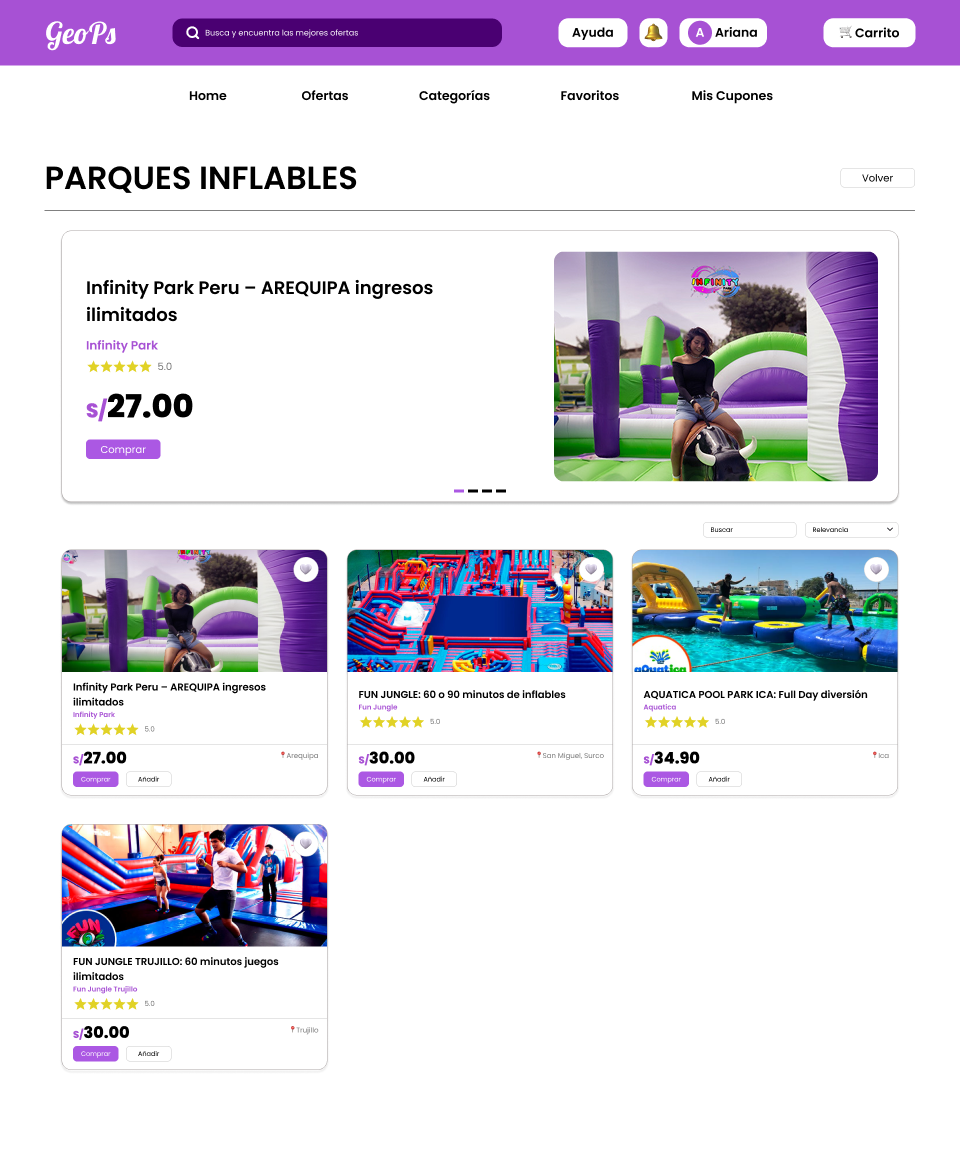 GeoPs
Busca y encuentra las mejores ofertas
Ayuda
A Ariana
Carrito
Home
Ofertas
Categorías
Favoritos
Mis Cupones
PARQUES INFLABLES
Volver
Infinity Park Peru – AREQUIPA ingresos
ilimitados
Infinity Park
5.0
s/27.00
Comprar
INFINITY
Buscar
Relevancia
Infinity Park Peru – AREQUIPA ingresos
ilimitados
Infinity Park
5.0
s/27.00
Arequipa
Comprar
Añadir
FUN JUNGLE: 60 o 90 minutos de inflables
Fun Jungle
5.0
s/30.00
San Miguel, Surco
Comprar
Añadir
aQuatica
AQUATICA POOL PARK ICA: Full Day diversión
Aquatica
5.0
s/34.90
Ica
Comprar
Añadir
FUN
FUN JUNGLE TRUJILLO: 60 minutos juegos
ilimitados
Fun Jungle Trujillo
5.0
s/30.00
Trujillo
Comprar
Añadir